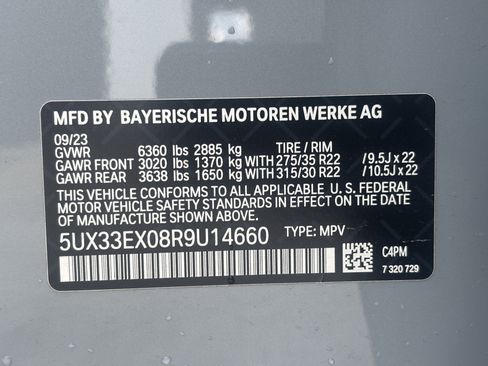 MFD BY BAYERISCHE MOTOREN WERKE AG
09/23
GVWR 6360 lbs 2885 kg TIRE / RIM
GAWR FRONT 3020 lbs 1370 kg WITH 275/35 R22 / 9.5J x 22
GAWR REAR 3638 lbs 1650 kg WITH 315/30 R22 / 10.5J x 22
THIS VEHICLE CONFORMS TO ALL APPLICABLE U. S. FEDERAL
MOTOR VEHICLE SAFETY STANDARDS IN EFFECT ON THE DATE
OF MANUFACTURE SHOWN ABOVE.
5UX33EX08R9U14660 TYPE: MPV
C4PM
7 320 729